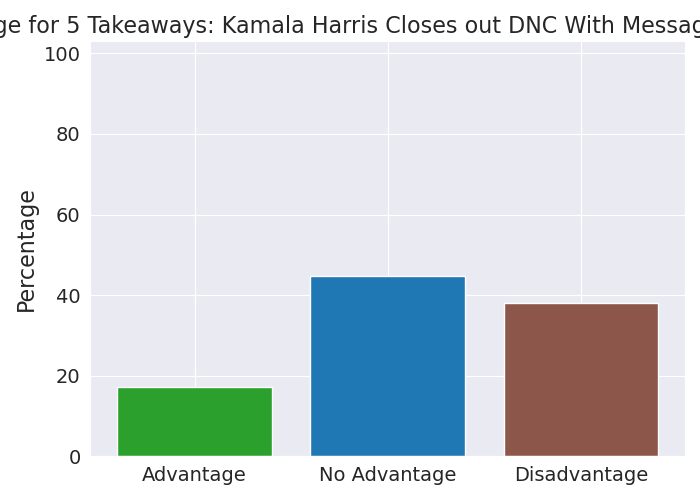 ge for 5 Takeaways: Kamala Harris Closes out DNC With Messag
100
80
60
40
20
0
Percentage
Advantage
No Advantage
Disadvantage